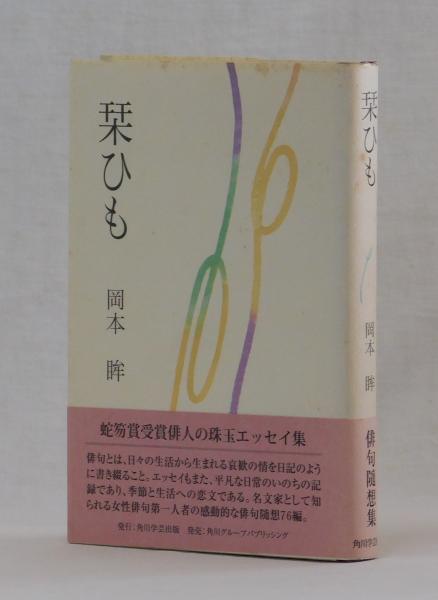 栞ひも
岡本 眸
蛇笏賞受賞俳人の珠玉エッセイ集
俳句とは、日々の生活から生まれる哀歓の情を日記のよう
に書き綴ること。エッセイもまた、平凡な日常のいのちの記
録であり、季節と生活への恋文である。名文家として知
られる女性俳句第一人者の感動的な俳句随想76編。
発行：角川学芸出版　発売：角川グループパブリッシング
栞ひも
岡本 眸
俳句随想集
角川学芸